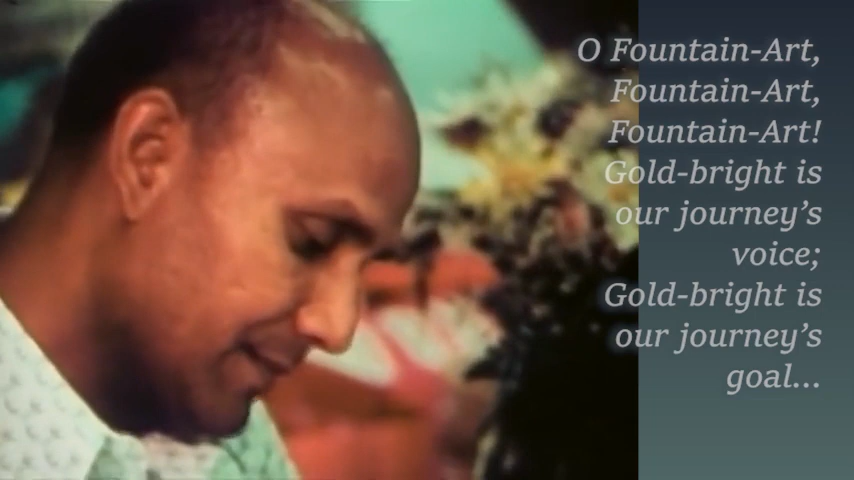 O Fountain-Art,
Fountain-Art,
Fountain-Art!
Gold-bright is
our journey’s
voice;
Gold-bright is
our journey’s
goal...